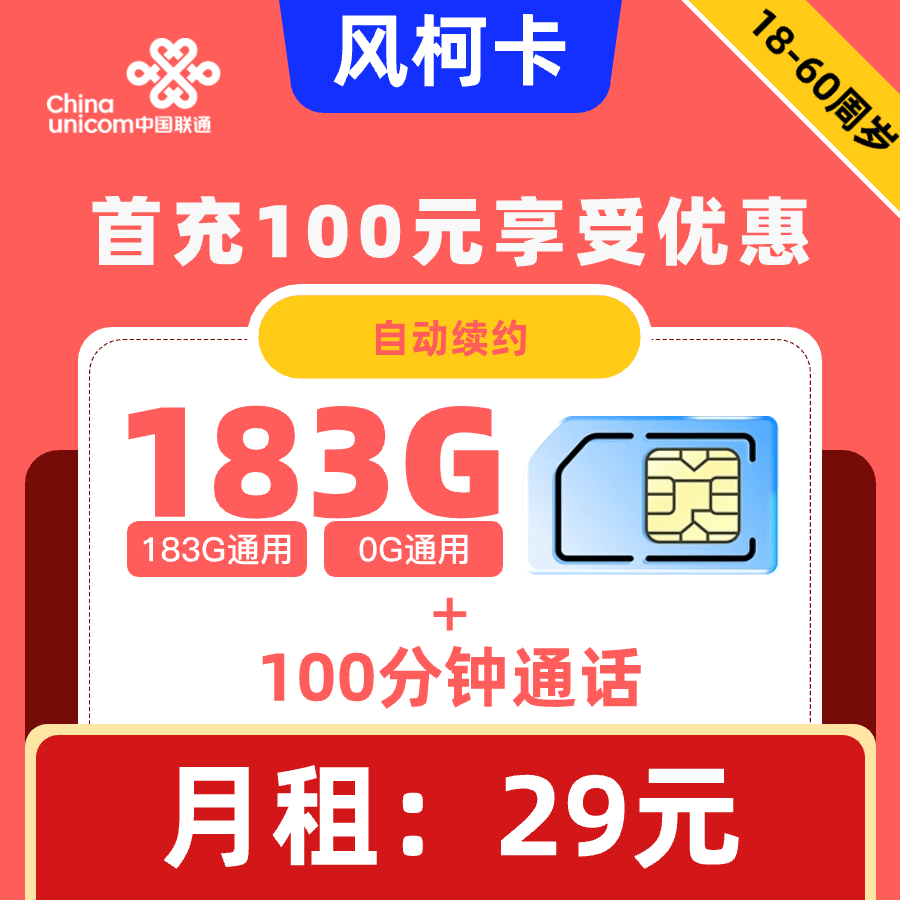 风柯卡
18-60周岁
China
unicom中国联通
首充100元享受优惠
自动续约
183G
183G通用
0G通用
+
100分钟通话
月租：29元